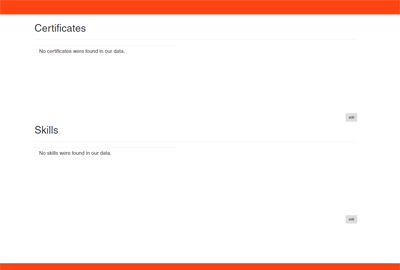 Certificates
No certificates were found in our data.
edit
Skills
No skills were found in our data.
edit